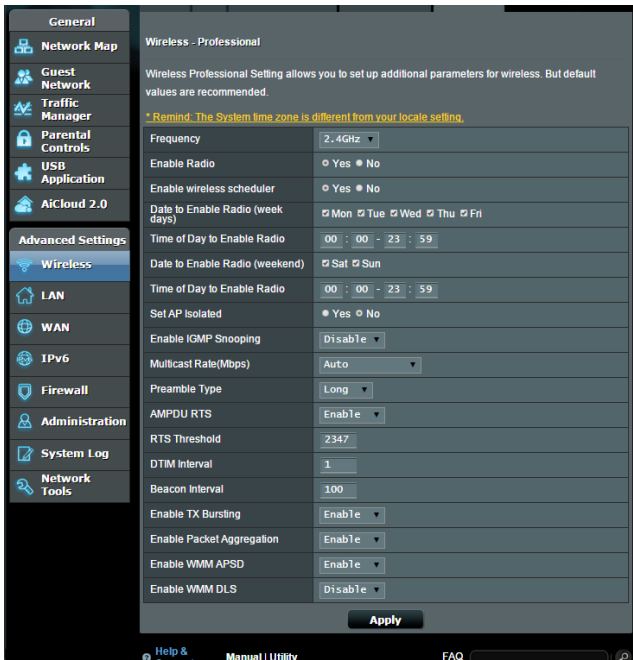 General
Network Map
Guest
Network
Traffic
Manager
Parental
Controls
USB
Application
AiCloud 2.0
Advanced Settings
Wireless
LAN
WAN
IPv6
Firewall
Administration
System Log
Network
Tools
Wireless - Professional
Wireless Professional Setting allows you to set up additional parameters for wireless. But default
values are recommended.
* Remind: The System time zone is different from your locale setting.
Frequency 2.4GHz
Enable Radio Yes No
Enable wireless scheduler Yes No
Date to Enable Radio (week
days) Mon Tue Wed Thu Fri
Time of Day to Enable Radio 00 : 00 - 23 : 59
Date to Enable Radio (weekend) Sat Sun
Time of Day to Enable Radio 00 : 00 - 23 : 59
Set AP Isolated Yes No
Enable IGMP Snooping Disable
Multicast Rate(Mbps) Auto
Preamble Type Long
AMPDU RTS Enable
RTS Threshold 2347
DTIM Interval 1
Beacon Interval 100
Enable TX Bursting Enable
Enable Packet Aggregation Enable
Enable WMM APSD Enable
Enable WMM DLS Disable
Apply
Help &
Manual | Utility FAQ